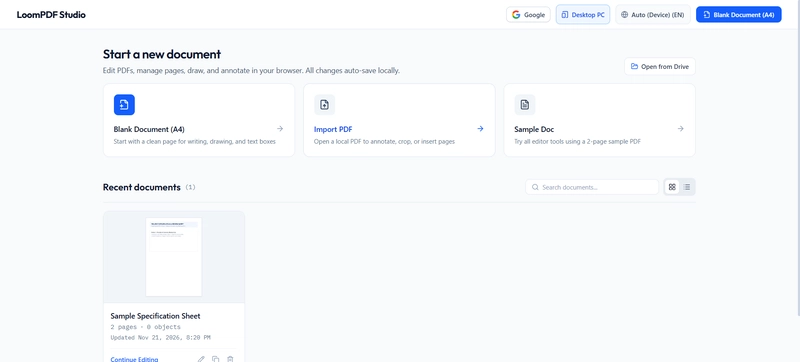 LoomPDF Studio
Google
Desktop PC
Auto (Device) (EN)
Blank Document (A4)
Start a new document
Edit PDFs, manage pages, draw, and annotate in your browser. All changes auto-save locally.
Open from Drive
Blank Document (A4)
Start with a clean page for writing, drawing, and text boxes
Import PDF
Open a local PDF to annotate, crop, or insert pages
Sample Doc
Try all editor tools using a 2-page sample PDF
Recent documents (1)
Search documents...
Sample Specification Sheet
2 pages · 0 objects
Updated Nov 21, 2026, 8:20 PM
Continue Editing